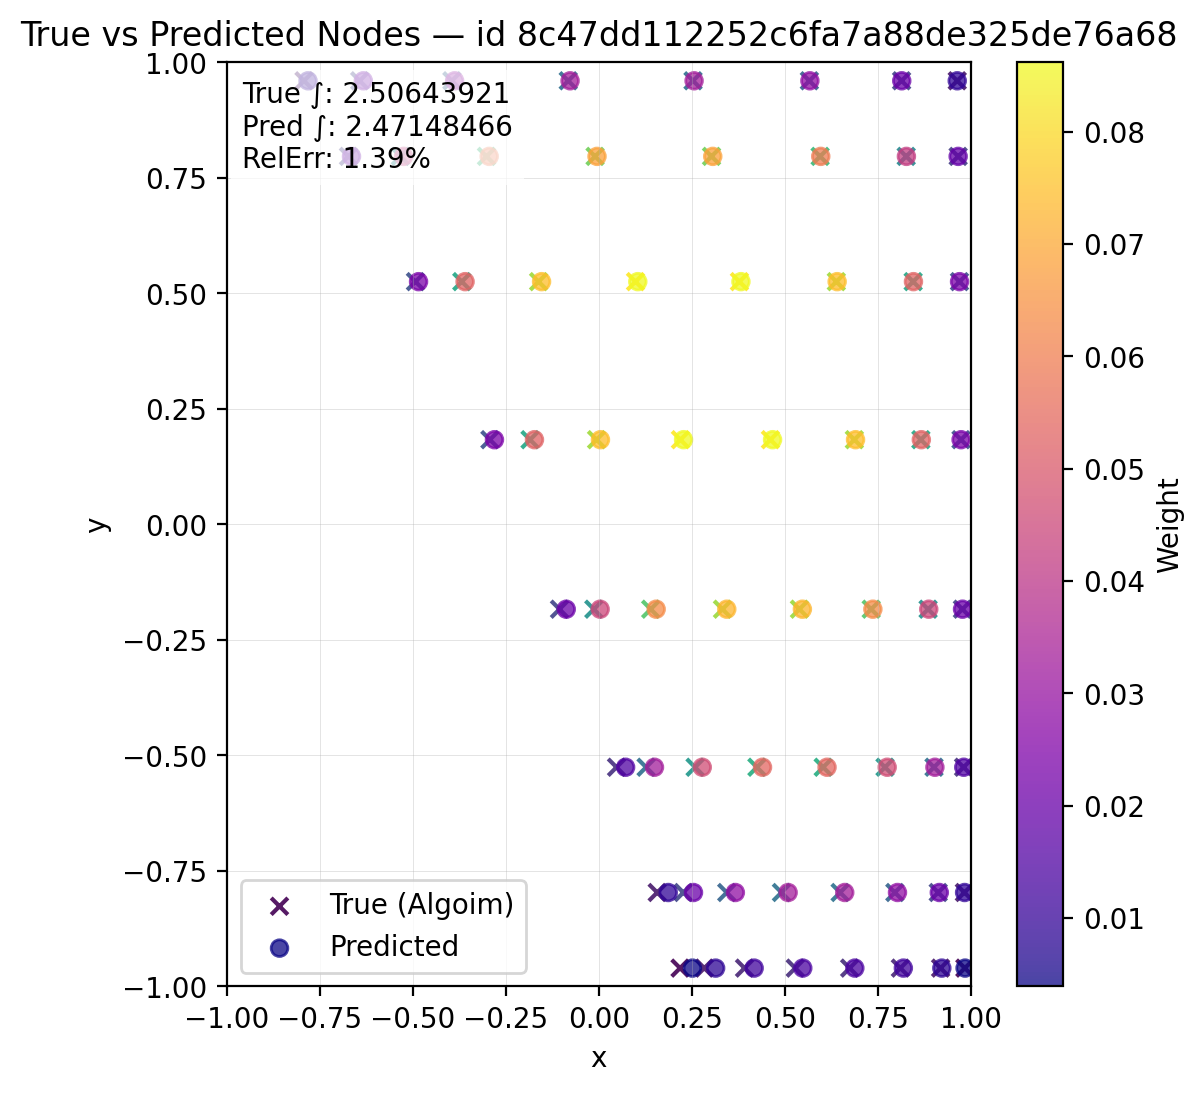 True vs Predicted Nodes — id 8c47dd112252c6fa7a88de325de76a68
True ∫: 2.50643921
Pred ∫: 2.47148466
RelErr: 1.39%
1.00
0.75
0.50
0.25
0.00
−0.25
−0.50
−0.75
−1.00
y
True (Algoim)
Predicted
−1.00 −0.75 −0.50 −0.25 0.00 0.25 0.50 0.75 1.00
x
0.08
0.07
0.06
0.05
0.04
0.03
0.02
0.01
Weight